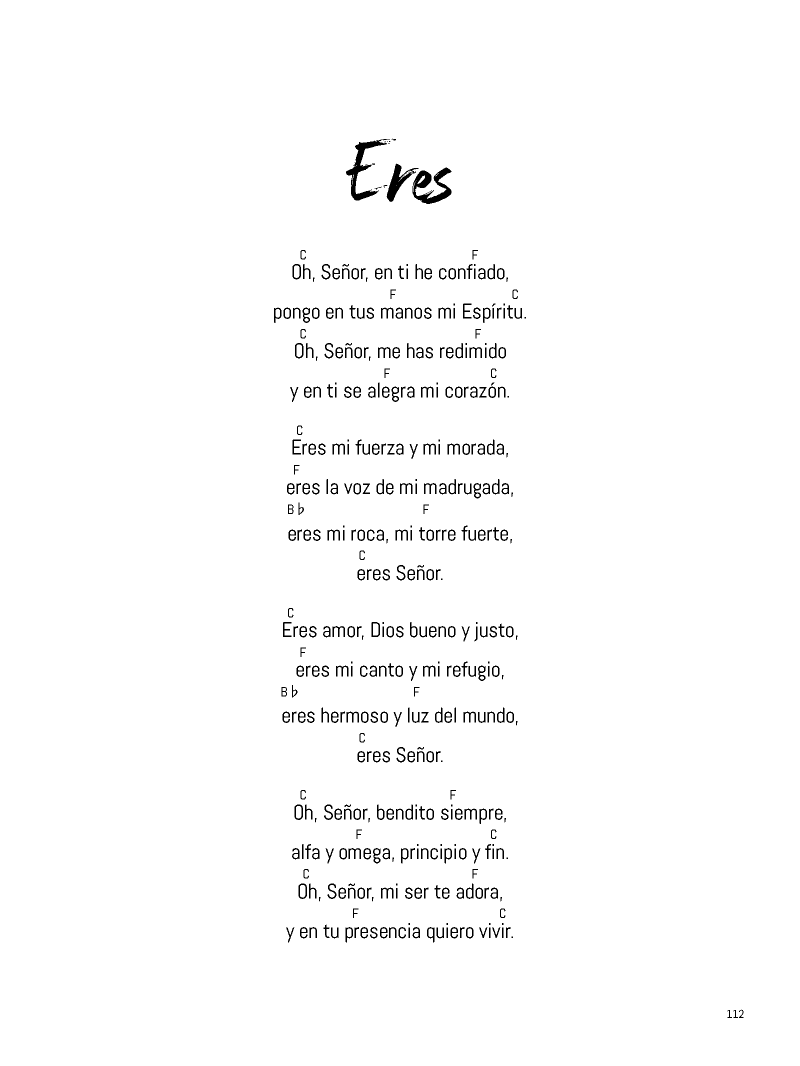 Eres
C F
Oh, Señor, en ti he confiado,
F C
pongo en tus manos mi Espíritu.
C F
Oh, Señor, me has redimido
F C
y en ti se alegra mi corazón.
C
Eres mi fuerza y mi morada,
F
eres la voz de mi madrugada,
B♭ F
eres mi roca, mi torre fuerte,
C
eres Señor.
C
Eres amor, Dios bueno y justo,
F
eres mi canto y mi refugio,
B♭ F
eres hermoso y luz del mundo,
C
eres Señor.
C F
Oh, Señor, bendito siempre,
F C
alfa y omega, principio y fin.
C F
Oh, Señor, mi ser te adora,
F C
y en tu presencia quiero vivir.
112